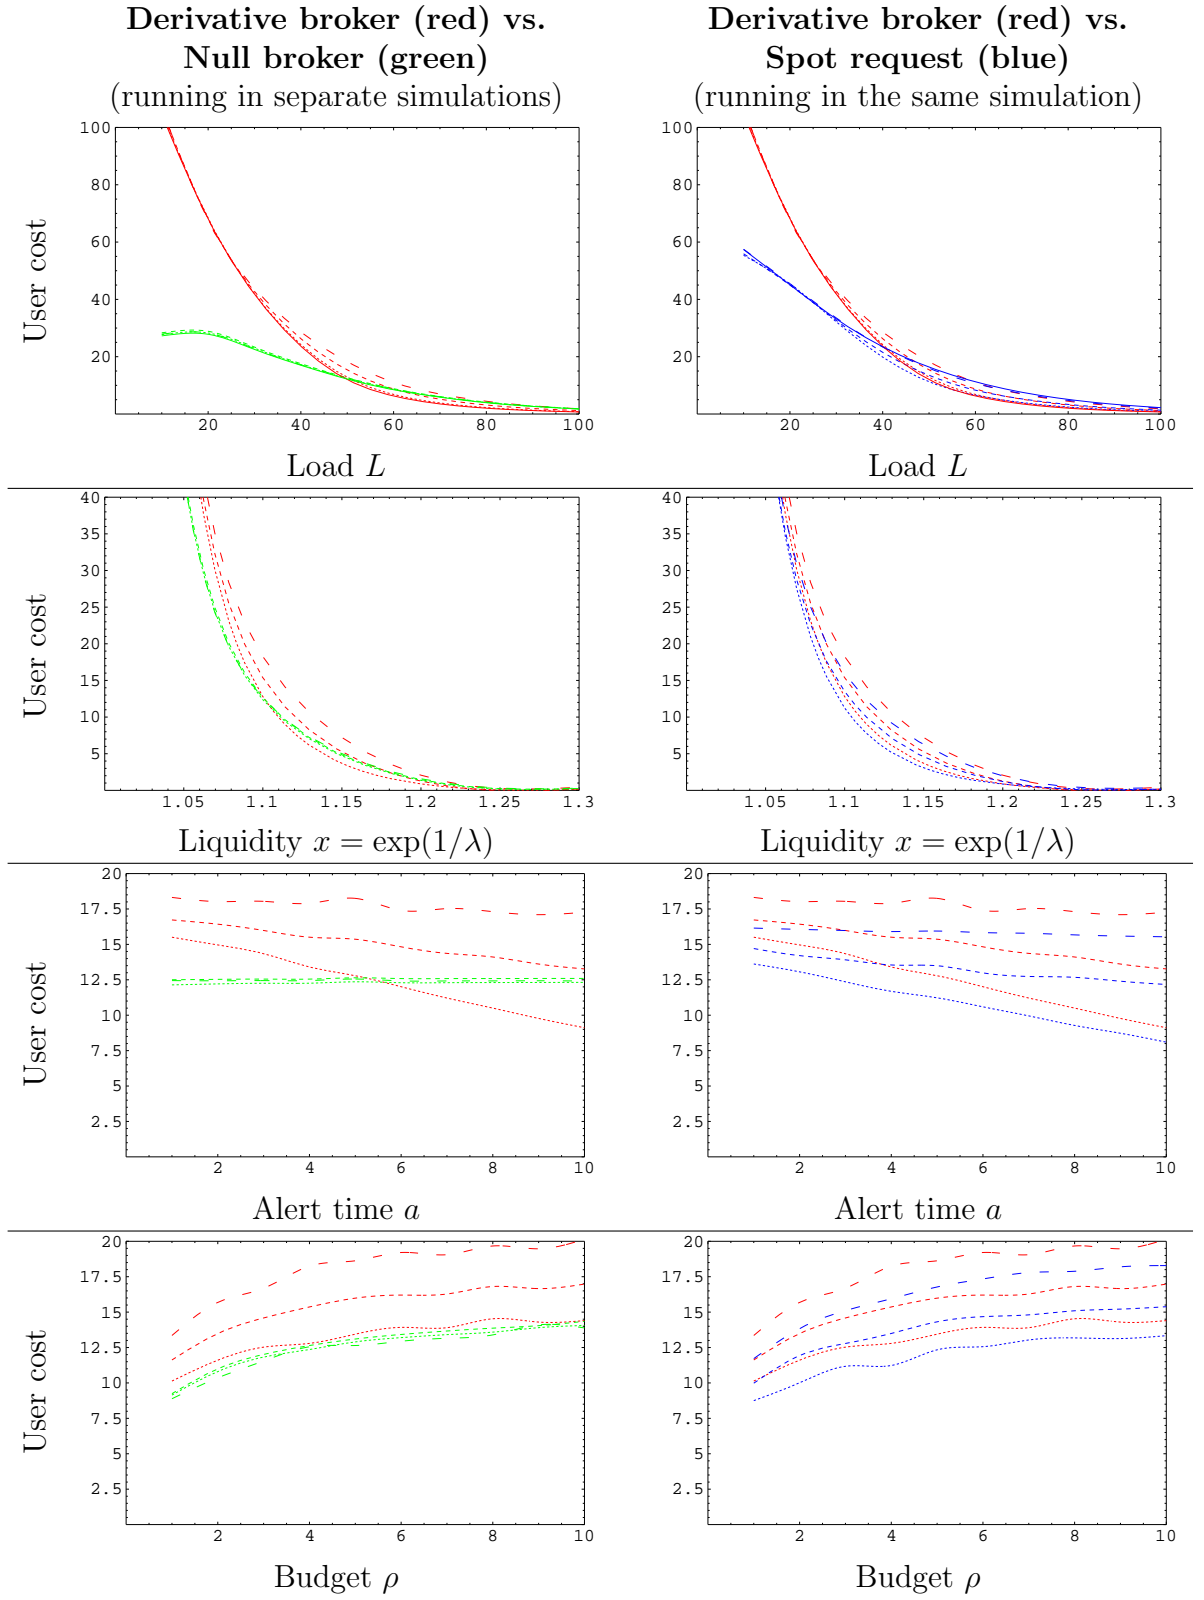 Derivative broker (red) vs.
Null broker (green)
(running in separate simulations)
Derivative broker (red) vs.
Spot request (blue)
(running in the same simulation)
User cost
100
80
60
40
20
20 40 60 80 100
Load L
100
80
60
40
20
20 40 60 80 100
Load L
User cost
40
35
30
25
20
15
10
5
1.05 1.1 1.15 1.2 1.25 1.3
Liquidity x = exp(1/λ)
40
35
30
25
20
15
10
5
1.05 1.1 1.15 1.2 1.25 1.3
Liquidity x = exp(1/λ)
User cost
20
17.5
15
12.5
10
7.5
5
2.5
2 4 6 8 10
Alert time a
20
17.5
15
12.5
10
7.5
5
2.5
2 4 6 8 10
Alert time a
User cost
20
17.5
15
12.5
10
7.5
5
2.5
2 4 6 8 10
Budget ρ
20
17.5
15
12.5
10
7.5
5
2.5
2 4 6 8 10
Budget ρ